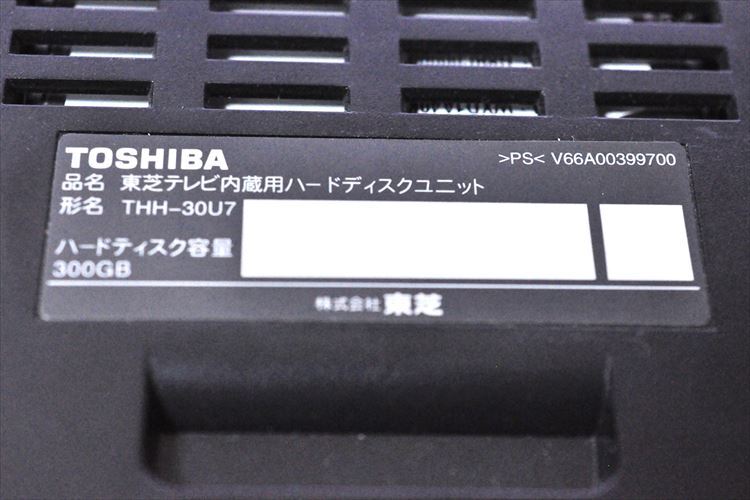 TOSHIBA >PS< V66A00399700
品名 東芝テレビ内蔵用ハードディスクユニット
形名 THH-30U7
ハードディスク容量
300GB
株式会社 東芝